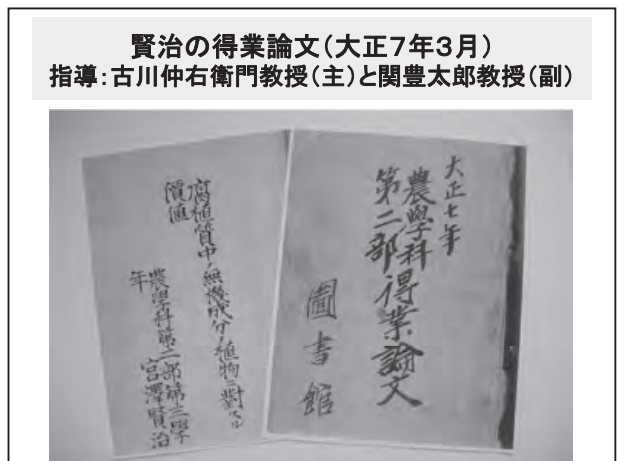 賢治の得業論文(大正7年3月)
指導:古川仲右衛門教授(主)と関豊太郎教授(副)
大正七年
農學科
第二部得業論文
圖書館
腐植質中ノ無機成分ノ植物ニ對スル
價値
農學科第二部第三學
年
宮澤賢治